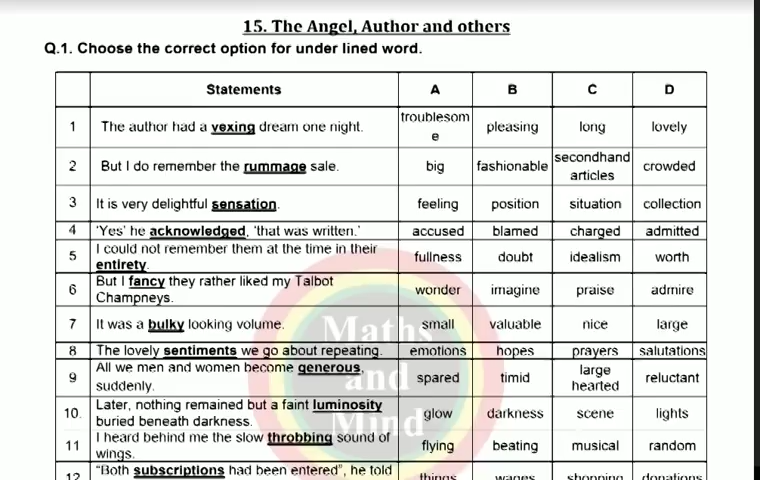 15. The Angel, Author and others
Q.1. Choose the correct option for under lined word.
Statements A B C D
1 The author had a vexing dream one night. troublesome pleasing long lovely
2 But I do remember the rummage sale. big fashionable secondhand articles crowded
3 It is very delightful sensation. feeling position situation collection
4 ‘Yes’ he acknowledged, ‘that was written.’ accused blamed charged admitted
5 I could not remember them at the time in their entirety. fullness doubt idealism worth
6 But I fancy they rather liked my Talbot Champneys. wonder imagine praise admire
7 It was a bulky looking volume. small valuable nice large
8 The lovely sentiments we go about repeating. emotions hopes prayers salutations
9 All we men and women become generous, suddenly. spared timid large hearted reluctant
10. Later, nothing remained but a faint luminosity buried beneath darkness. glow darkness scene lights
11 I heard behind me the slow throbbing sound of wings. flying beating musical random
12 “Both subscriptions had been entered”, he told things wages shopping donations
Maths
and
Mind